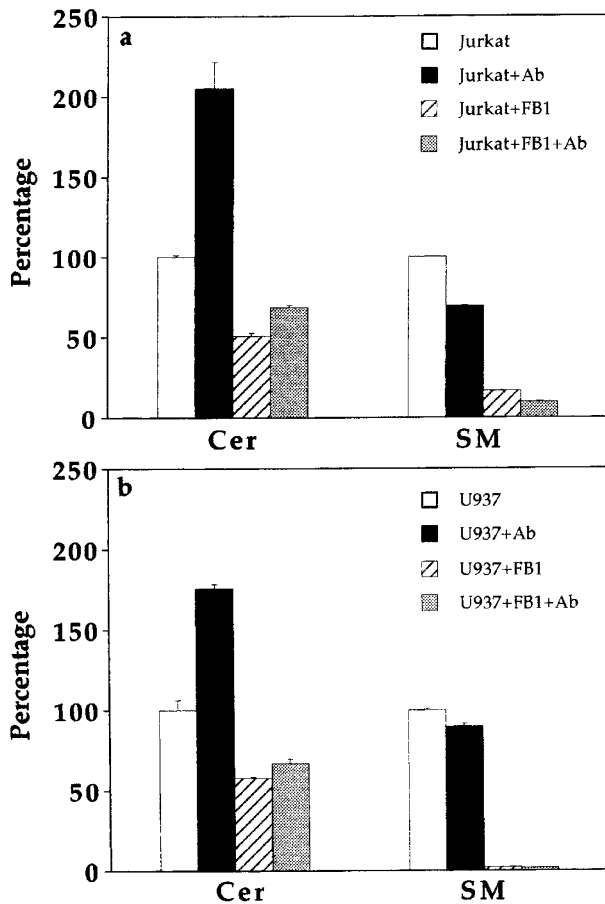 a
250
200
150
100
50
0
Percentage
Jurkat
Jurkat+Ab
Jurkat+FB1
Jurkat+FB1+Ab
Cer SM
b
250
200
150
100
50
0
Percentage
U937
U937+Ab
U937+FB1
U937+FB1+Ab
Cer SM